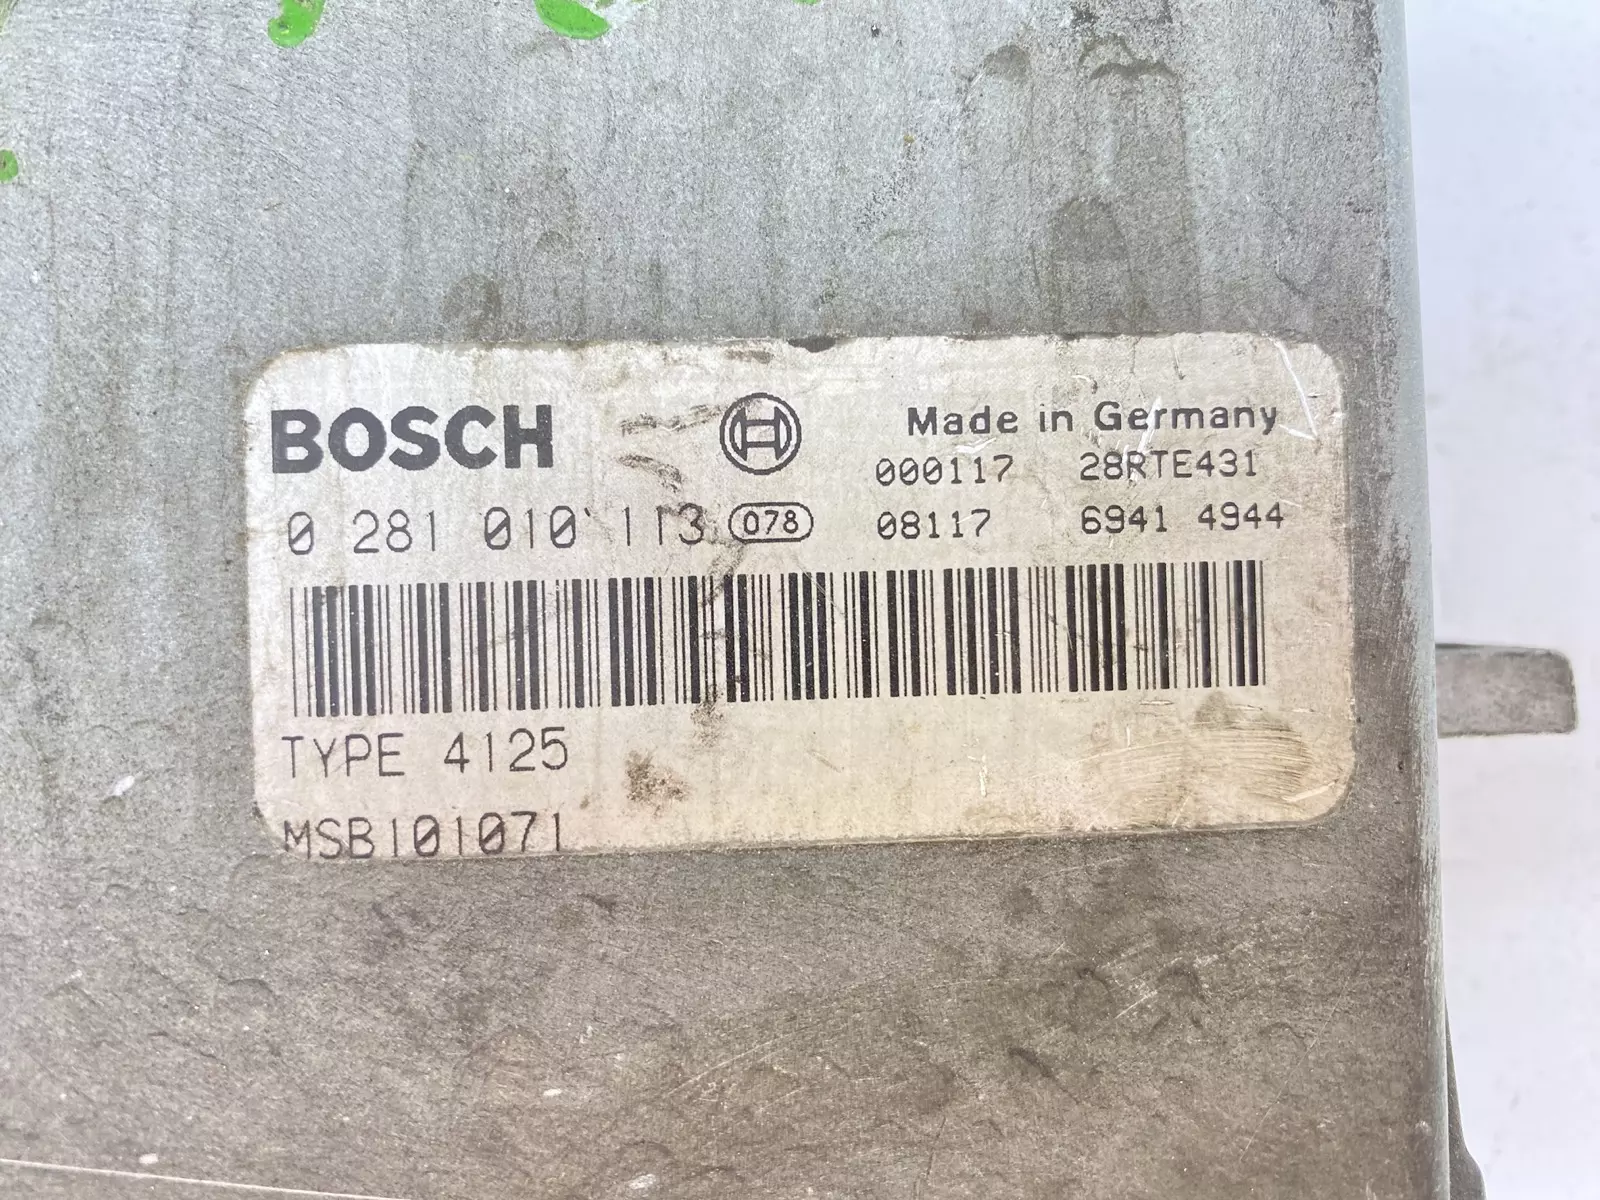 BOSCH
Made in Germany
000117 28RTE431
0 281 010 113 078
08117 6941 4944
TYPE 4125
MSB101071